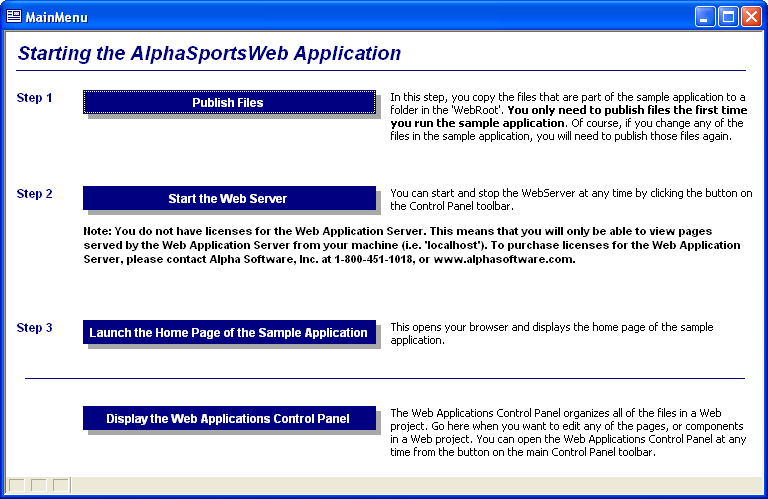 MainMenu
Starting the AlphaSportsWeb Application
Step 1
Publish Files
In this step, you copy the files that are part of the sample application to a
folder in the 'WebRoot'. You only need to publish files the first time
you run the sample application. Of course, if you change any of the
files in the sample application, you will need to publish those files again.
Step 2
Start the Web Server
You can start and stop the WebServer at any time by clicking the button on
the Control Panel toolbar.
Note: You do not have licenses for the Web Application Server. This means that you will only be able to view pages
served by the Web Application Server from your machine (i.e. 'localhost'). To purchase licenses for the Web Application
Server, please contact Alpha Software, Inc. at 1-800-451-1018, or www.alphasoftware.com.
Step 3
Launch the Home Page of the Sample Application
This opens your browser and displays the home page of the sample
application.
Display the Web Applications Control Panel
The Web Applications Control Panel organizes all of the files in a Web
project. Go here when you want to edit any of the pages, or components
in a Web project. You can open the Web Applications Control Panel at any
time from the button on the main Control Panel toolbar.